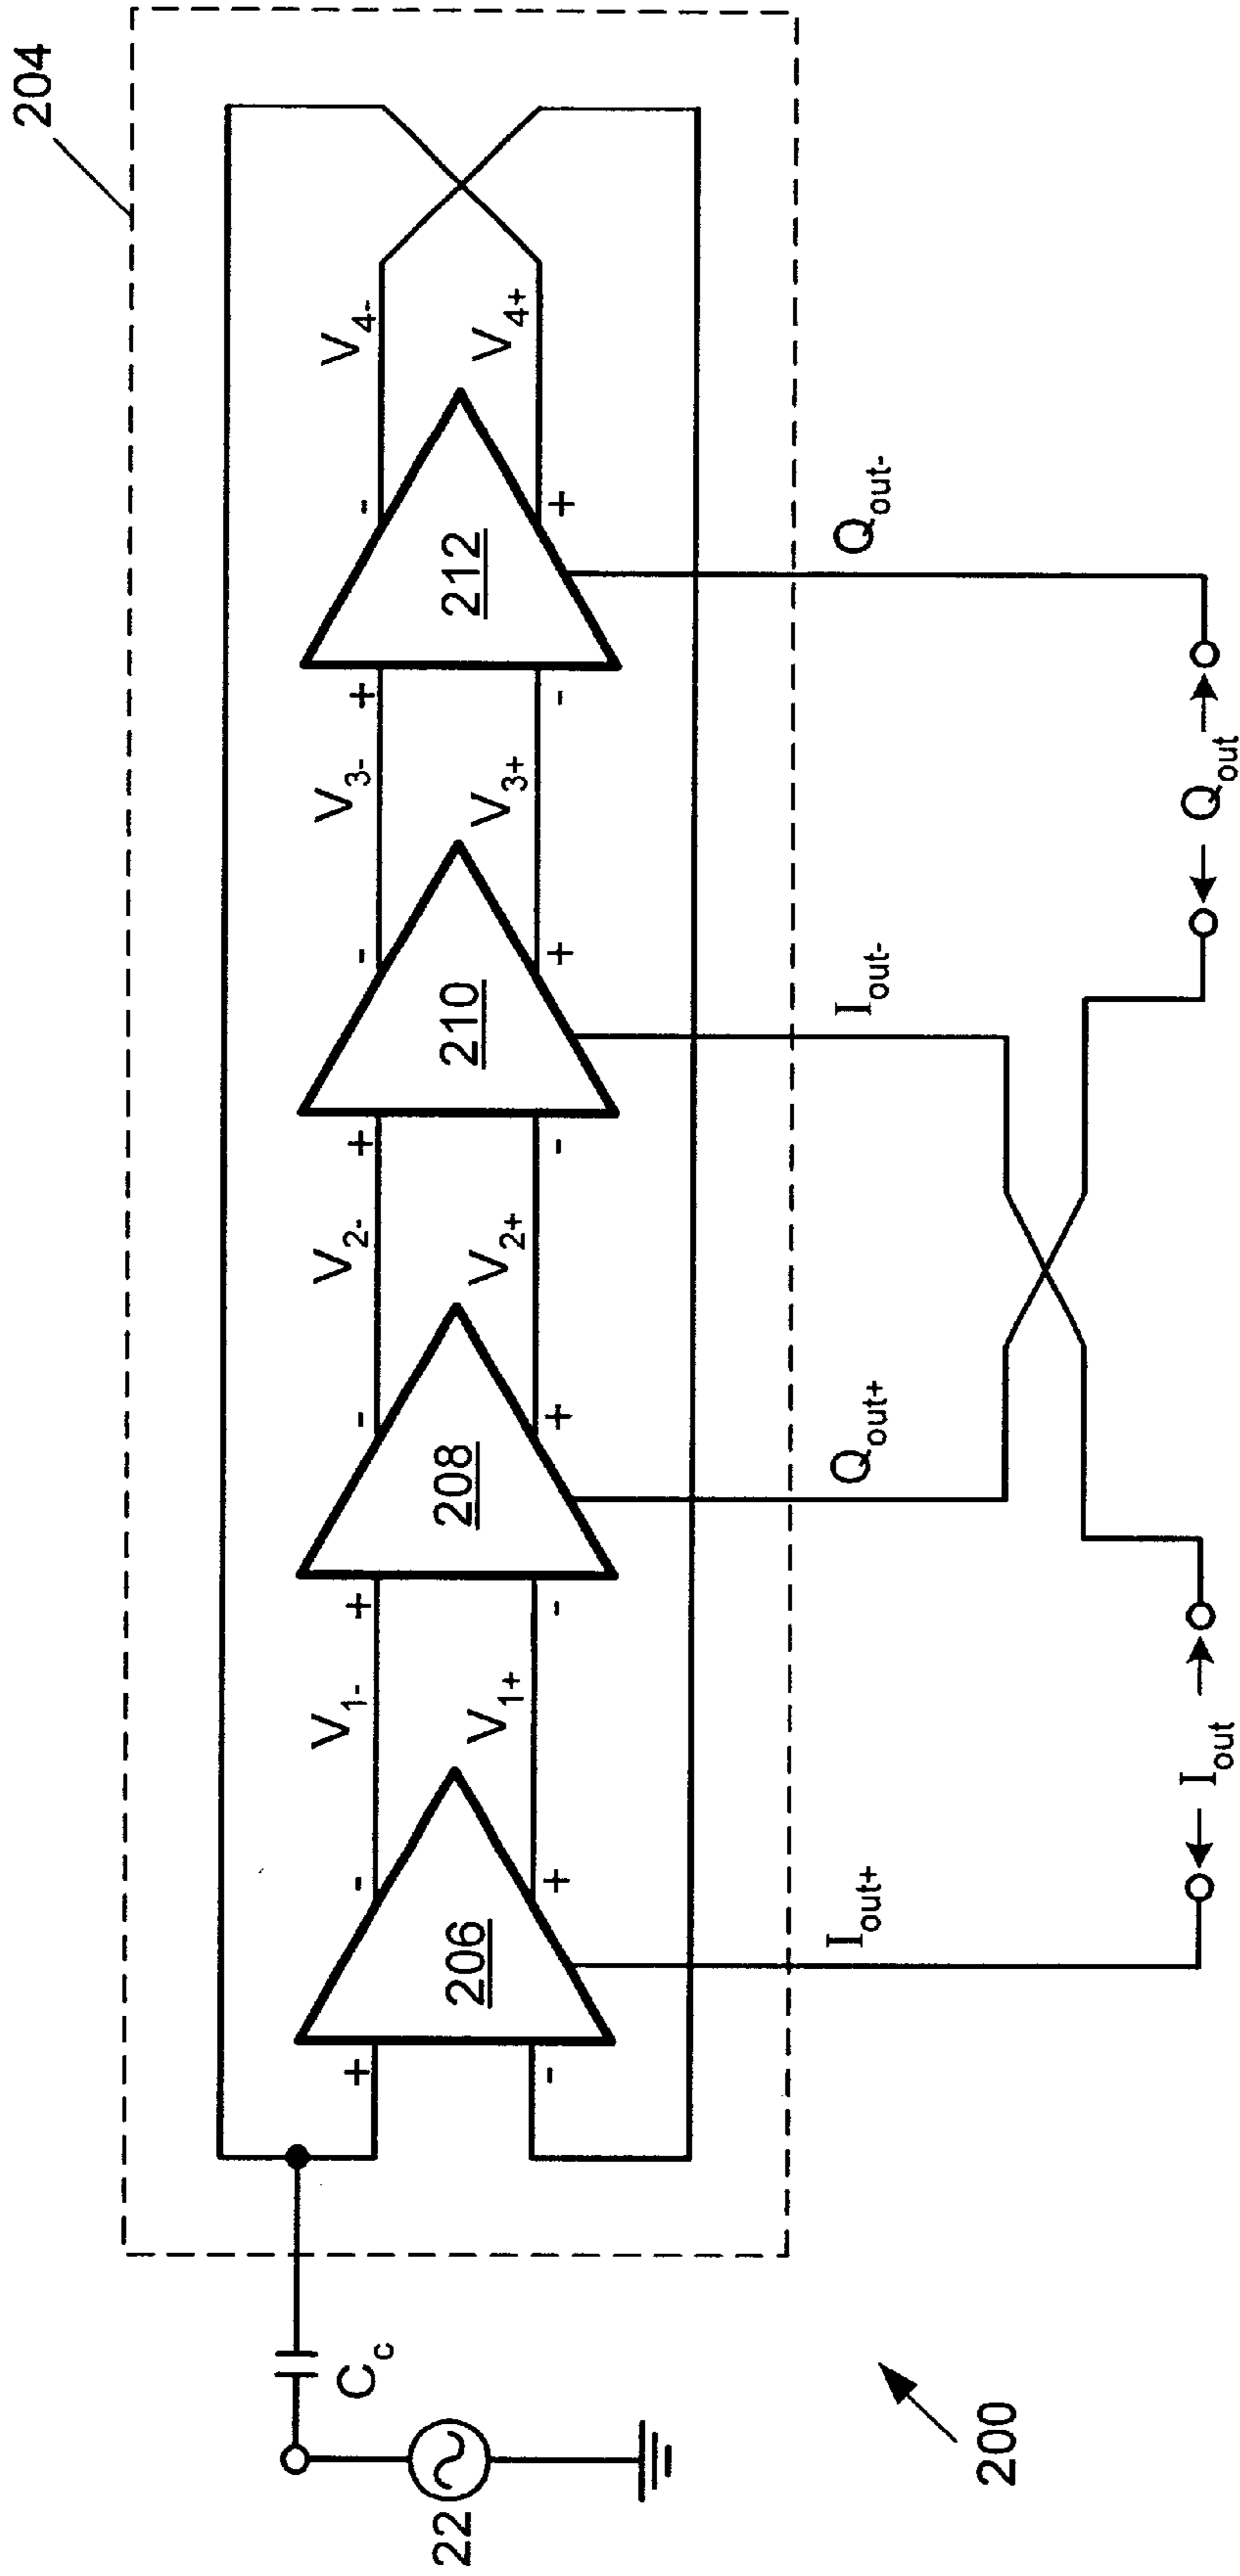 204
V4-
V4+
- +
212
+ -
V3-
V3+
- +
210
+ -
V2-
V2+
- +
208
+ -
V1-
V1+
- +
206
+ -
Cc
22
200
Iout+
Qout+
Iout-
Qout-
Iout
Qout